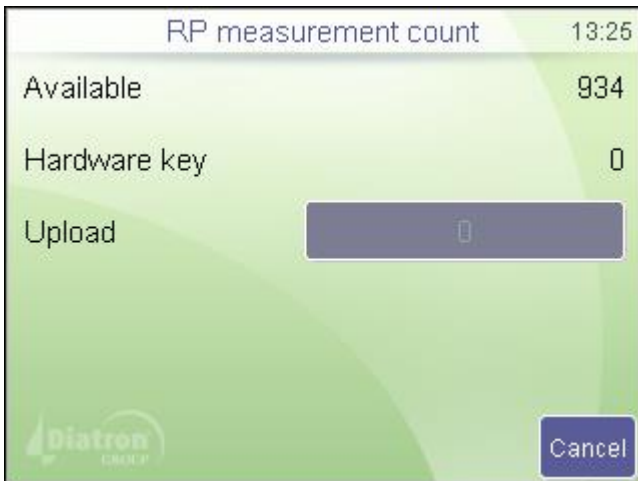 RP measurement count 13:25
Available 934
Hardware key 0
Upload 0
Diatron
GROUP
Cancel